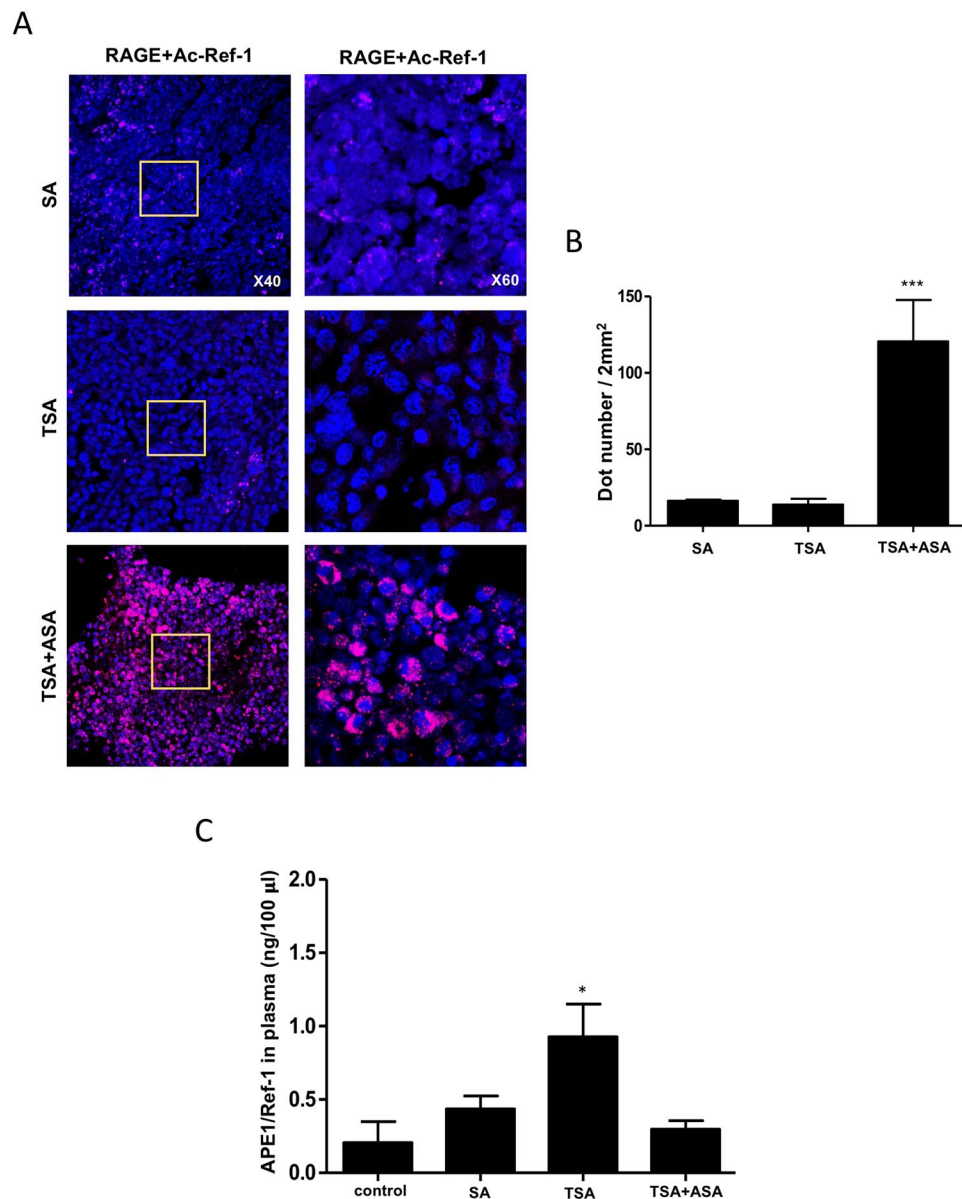 A
RAGE+Ac-Ref-1
RAGE+Ac-Ref-1
SA
X40
X60
TSA
TSA+ASA
B
***
150
100
50
0
Dot number / 2mm²
SA
TSA
TSA+ASA
C
2.0
1.5
1.0
0.5
0.0
APE1/Ref-1 in plasma (ng/100 µl)
*
control
SA
TSA
TSA+ASA